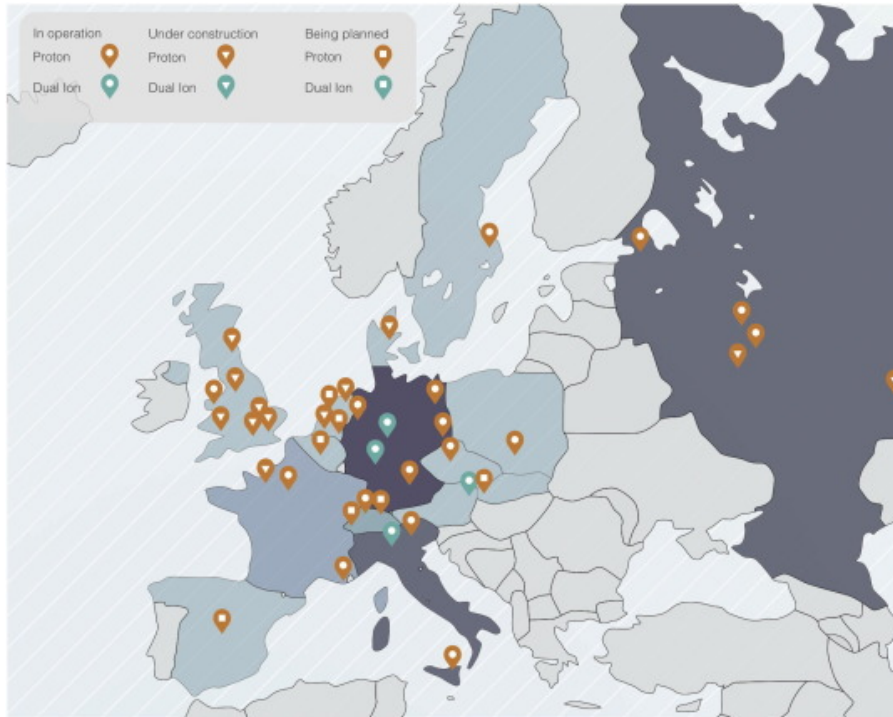 In operation Under construction Being planned
Proton Proton Proton
Dual Ion Dual Ion Dual Ion